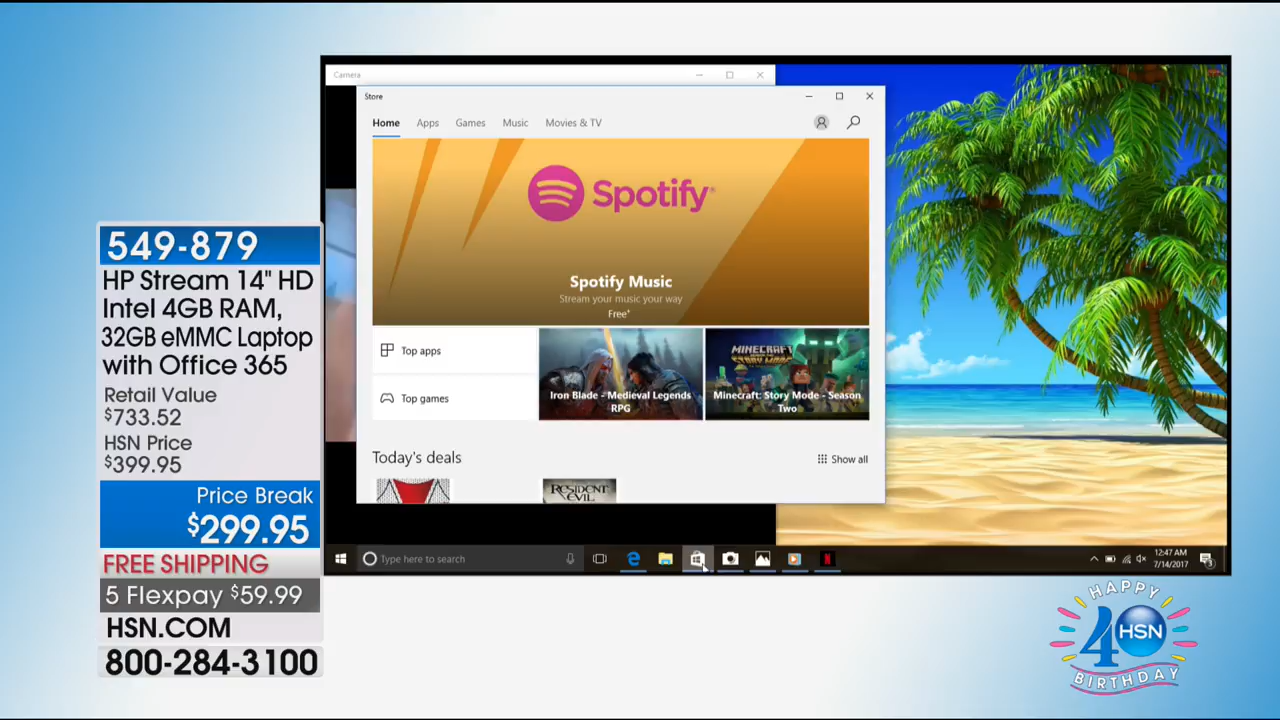 549-879
HP Stream 14" HD
Intel 4GB RAM,
32GB eMMC Laptop
with Office 365
Retail Value
$733.52
HSN Price
$399.95
Price Break
$299.95
FREE SHIPPING
5 Flexpay $59.99
HSN.COM
800-284-3100
Camera
Store
Home Apps Games Music Movies & TV
Spotify®
Spotify Music
Stream your music your way
Free*
Top apps
Top games
Iron Blade - Medieval Legends
RPG
MINECRAFT
Minecraft: Story Mode - Season
Two
Today's deals
Show all
RESIDENT
EVIL
Type here to search
12:47 AM
7/14/2017
HAPPY
40 HSN
BIRTHDAY